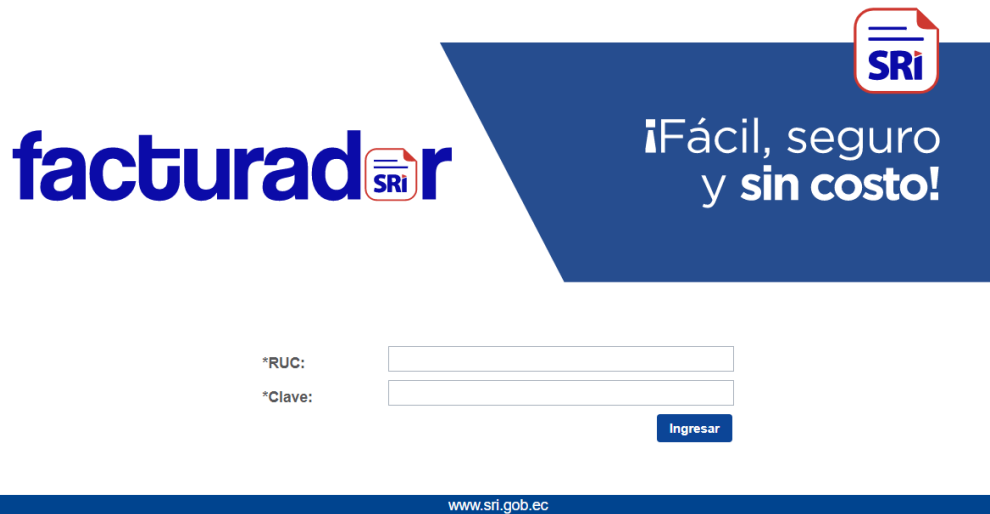 SRi
facturador
SRi
¡Fácil, seguro
y sin costo!
*RUC:
*Clave:
Ingresar
www.sri.gob.ec